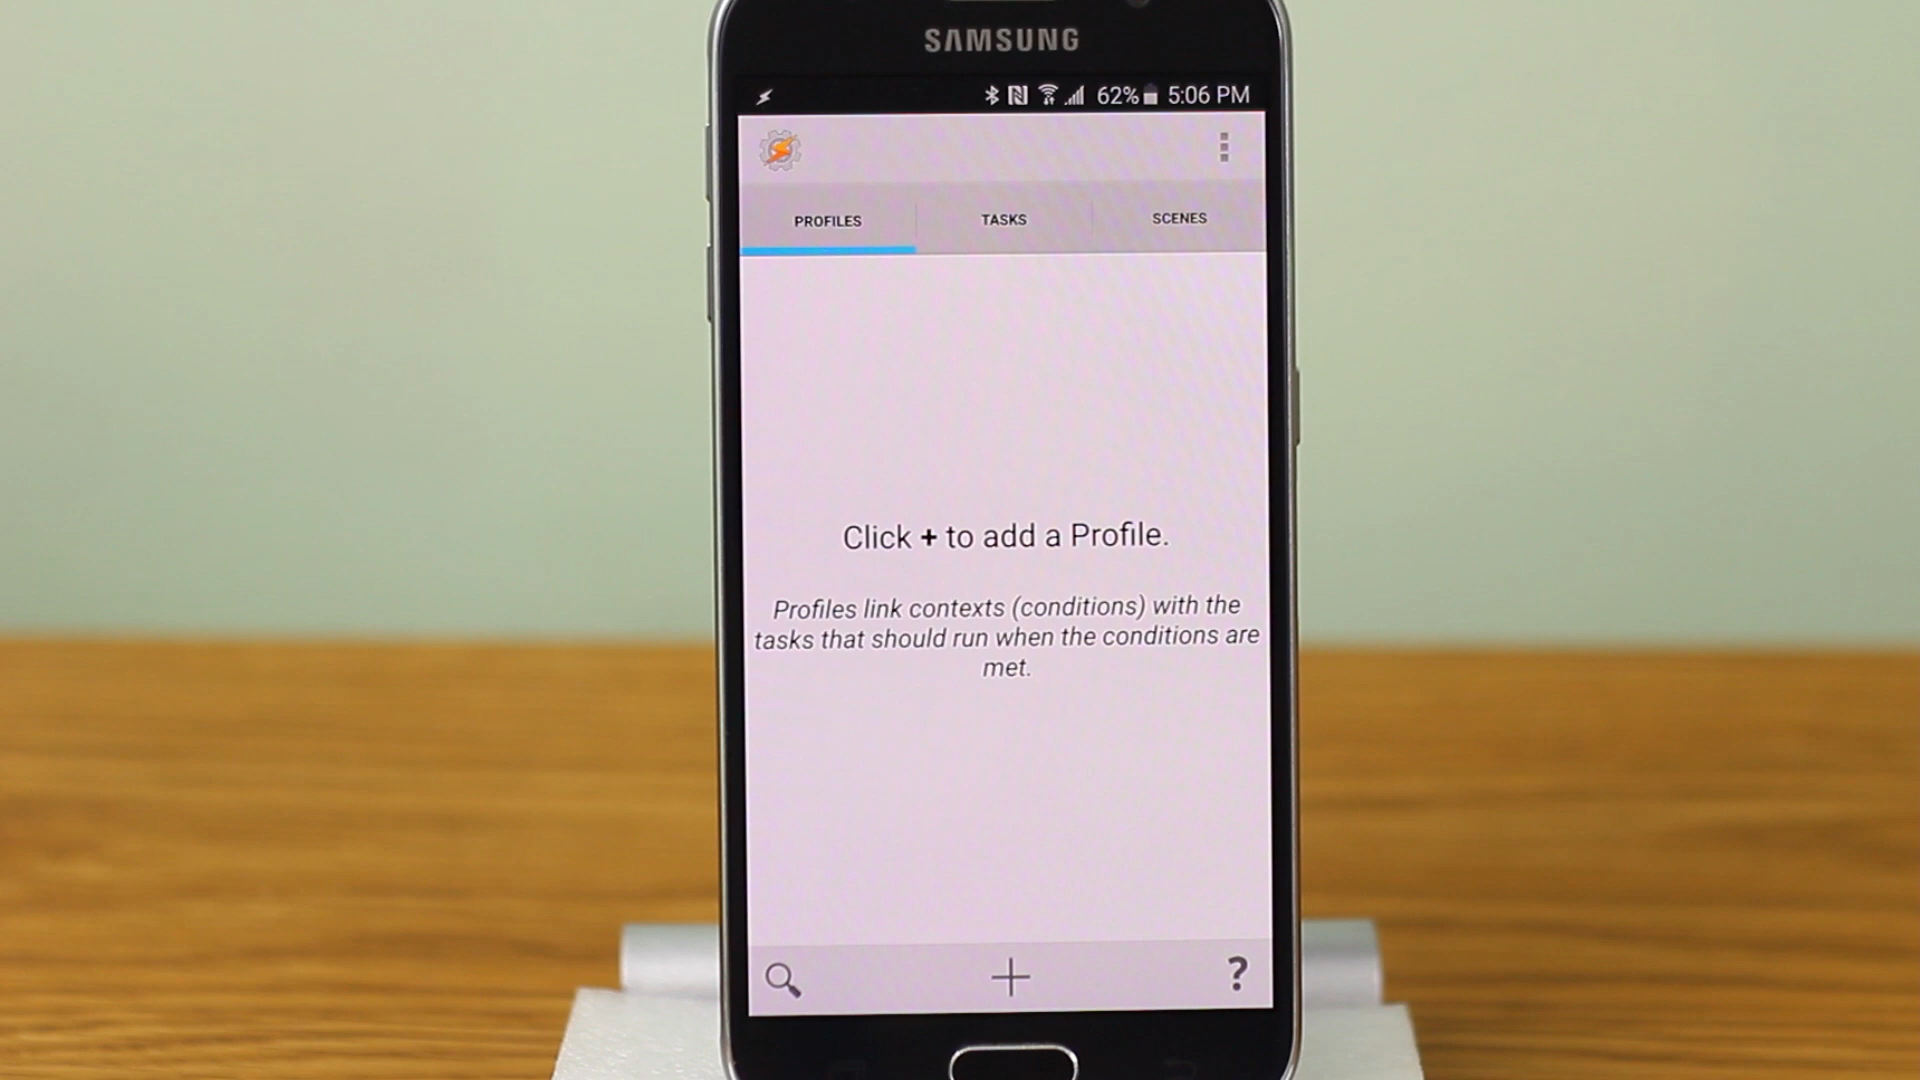 SAMSUNG
62% 5:06 PM
PROFILES TASKS SCENES
Click + to add a Profile.
Profiles link contexts (conditions) with the
tasks that should run when the conditions are
met.
?